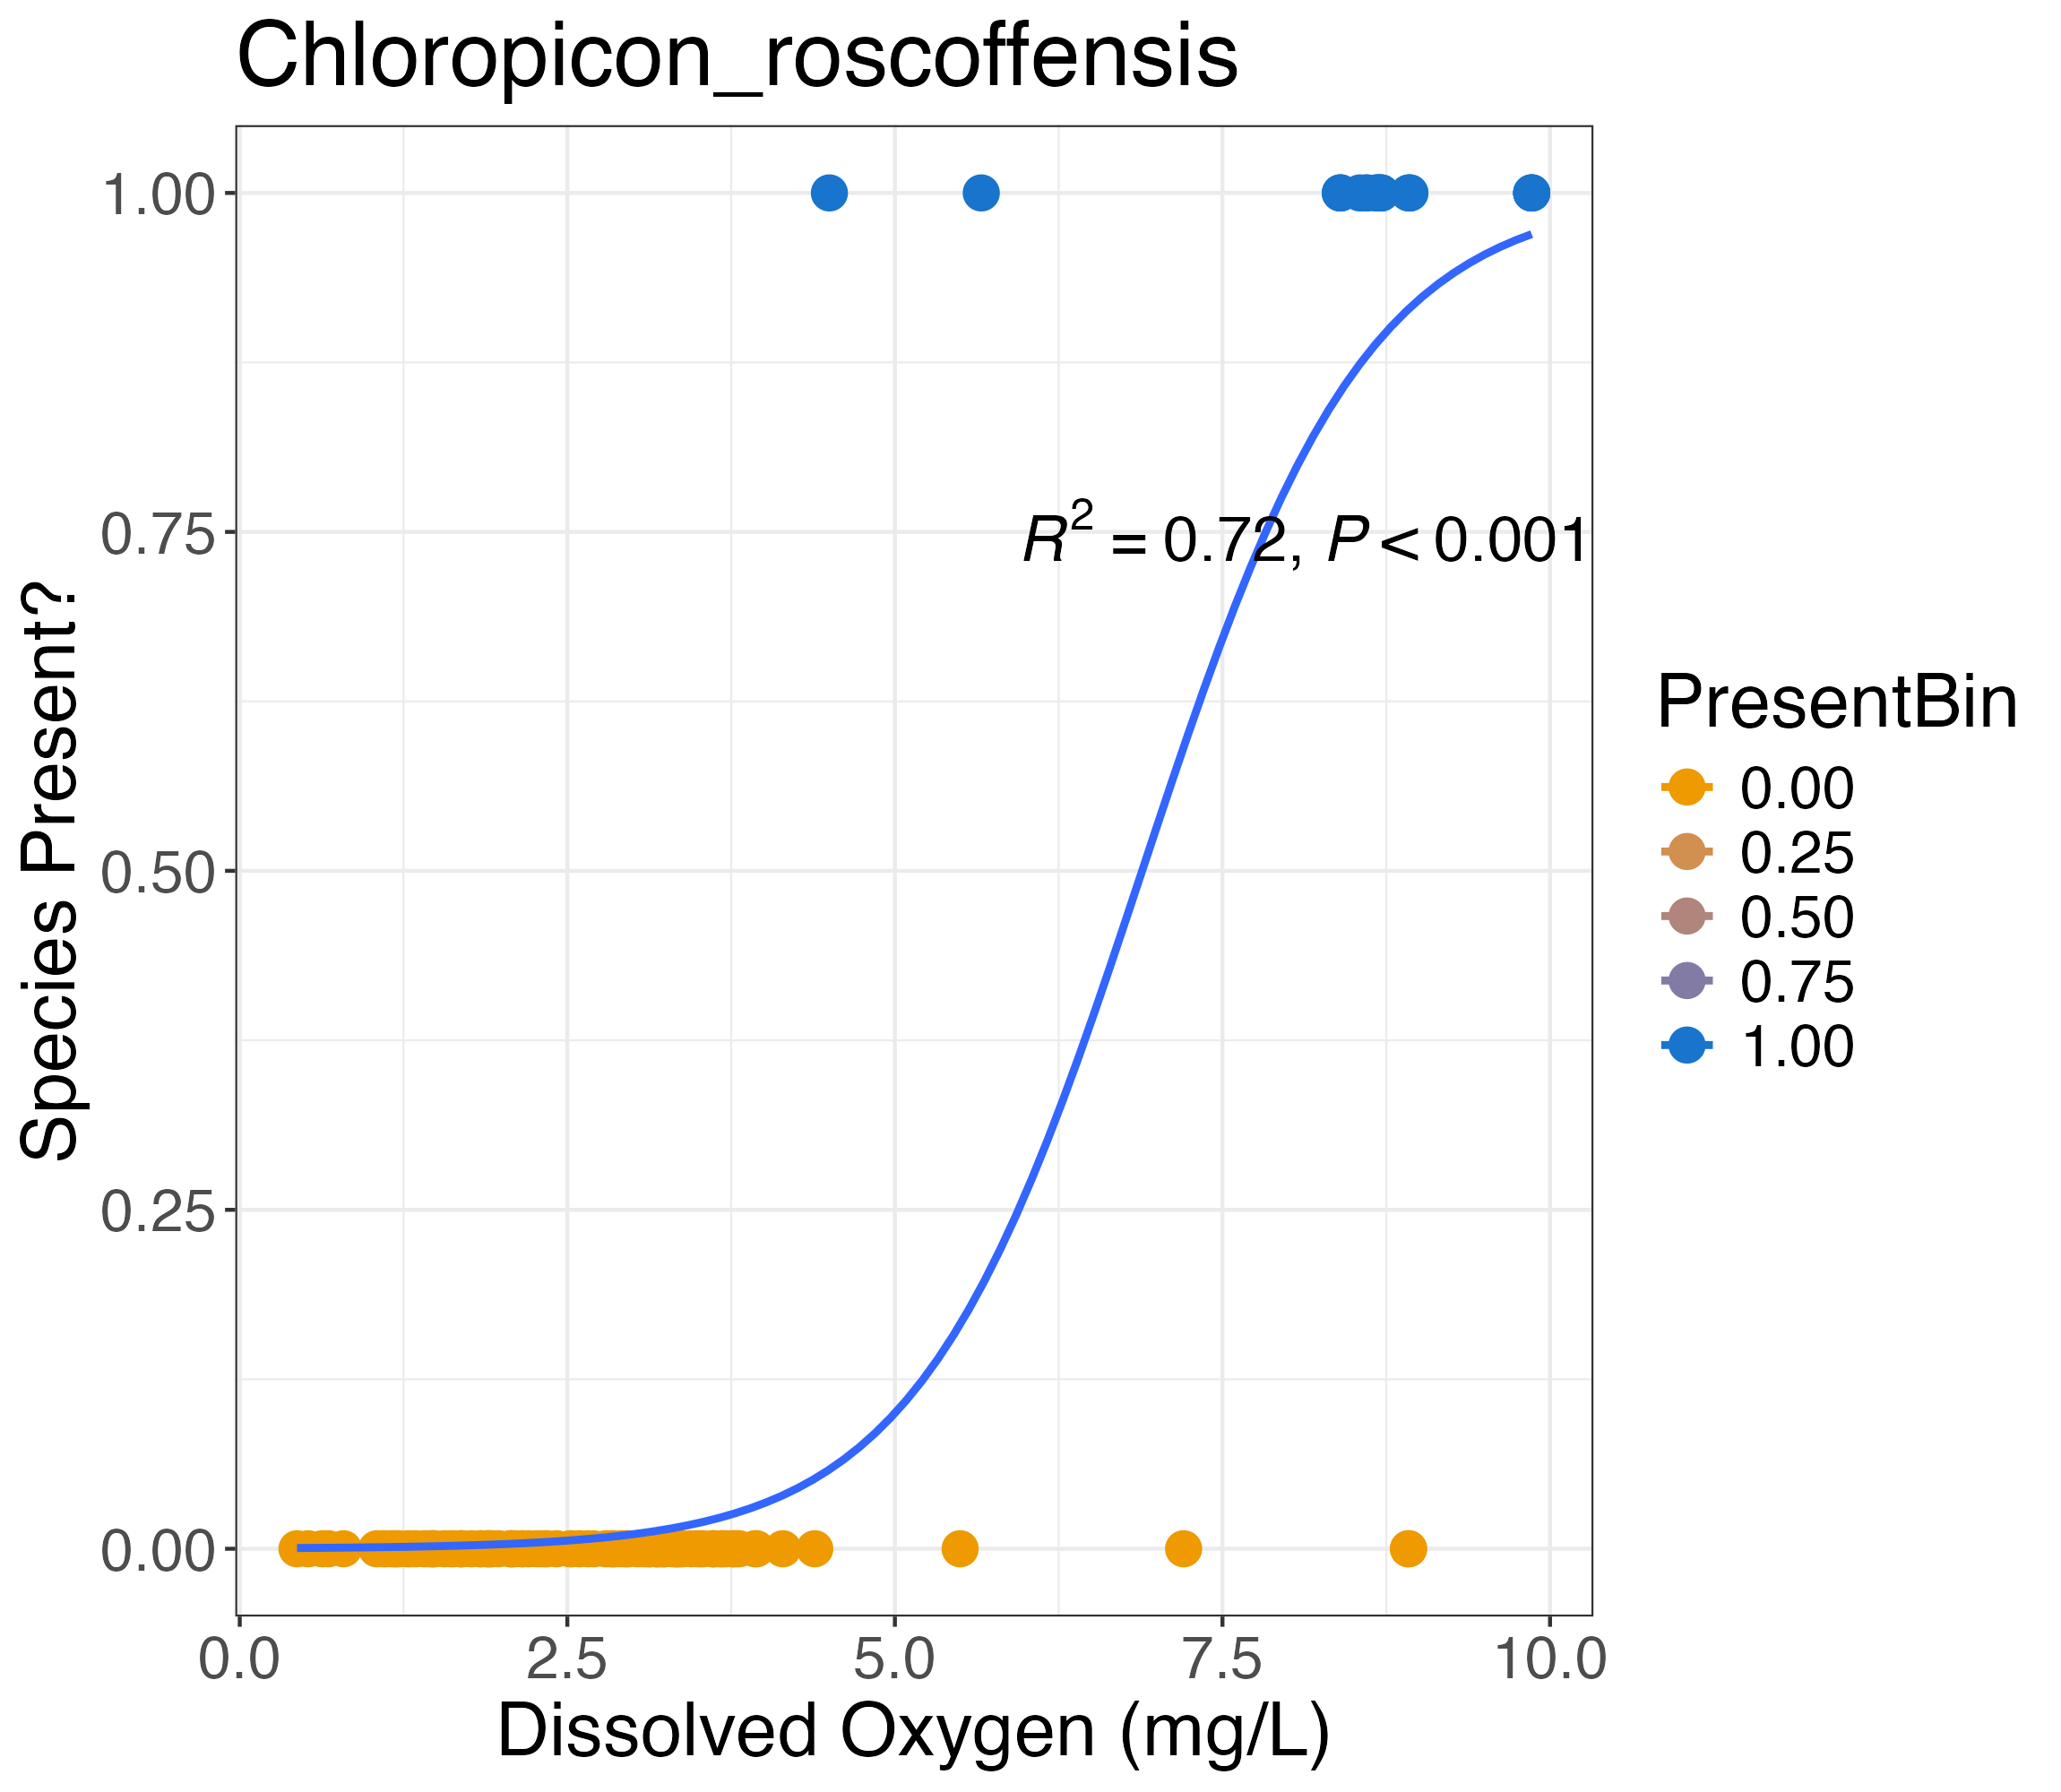 Chloropicon_roscoffensis
1.00
0.75
0.50
0.25
0.00
Species Present?
R² = 0.72, P < 0.001
0.0 2.5 5.0 7.5 10.0
Dissolved Oxygen (mg/L)
PresentBin
0.00
0.25
0.50
0.75
1.00